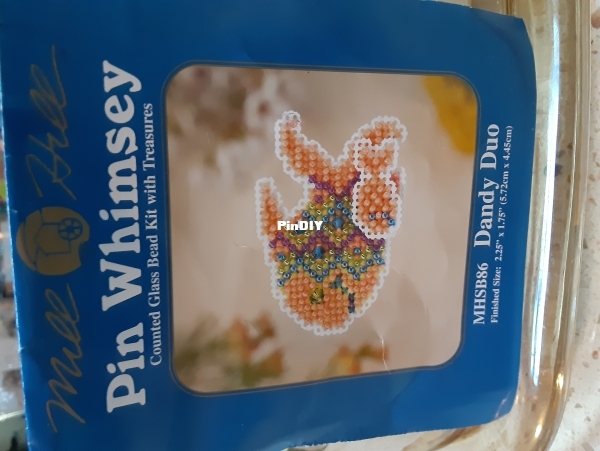 Mill Hill
Pin Whimsey
Counted Glass Bead Kit with Treasures
PinDIY
MHSB86 Dandy Duo
Finished Size: 2.25" x 1.75" (5.72cm x 4.45cm)